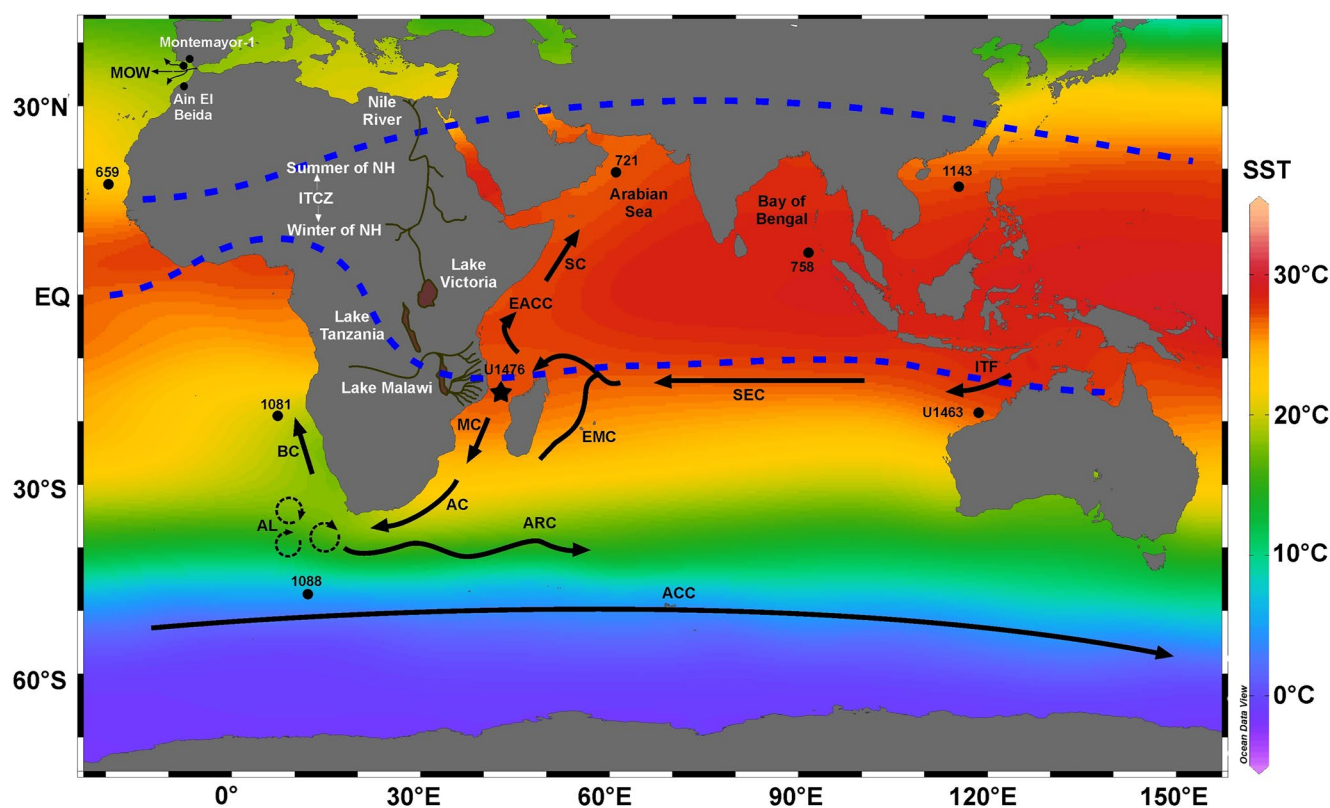 Montemayor-1
MOW
Ain El
Beida
30°N
Nile
River
SST
659
Summer of NH
721
1143
ITCZ
Arabian
Sea
Bay of
Bengal
Winter of NH
758
SC
Lake
Victoria
30°C
EQ
EACC
Lake
Tanzania
U1476
ITF
Lake Malawi
SEC
1081
MC
U1463
20°C
BC
EMC
30°S
AC
AL
ARC
10°C
1088
ACC
60°S
0°C
Ocean Data View
0°
30°E
60°E
90°E
120°E
150°E